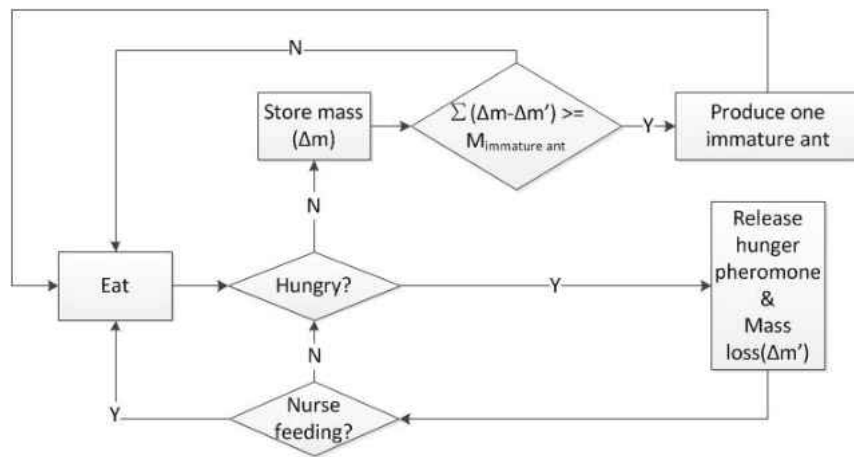 N
Store mass
(Δm)
∑(Δm-Δm′) >=
Mimmature ant
Y
Produce one
immature ant
N
Eat
Hungry?
Y
Release
hunger
pheromone
&
Mass
loss(Δm′)
N
Y
Nurse
feeding?